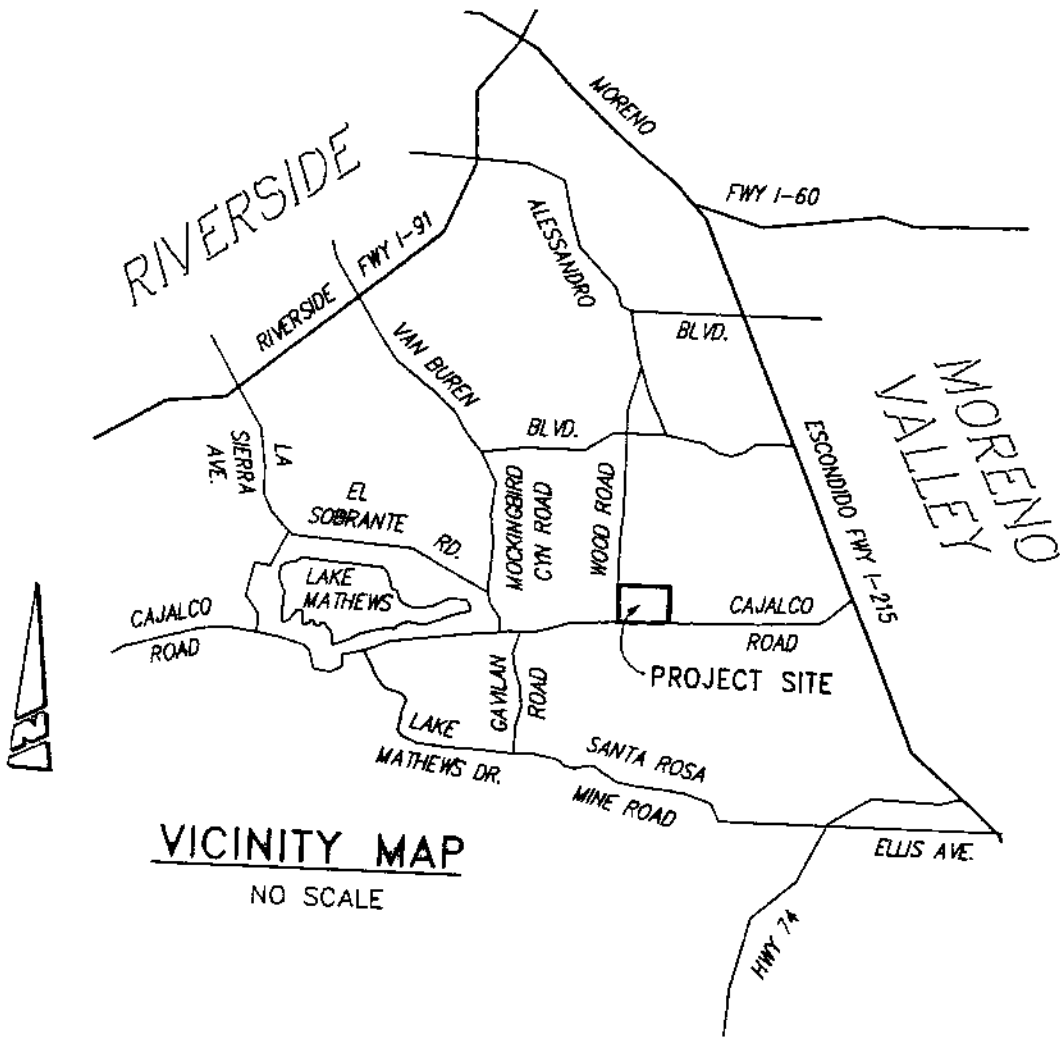 MORENO
RIVERSIDE
FWY I-60
ALESSANDRO
RIVERSIDE FWY I-91
BLVD.
VAN BUREN
MORENO
VALLEY
BLVD.
LA
SIERRA
AVE.
ESCONDIDO FWY I-215
EL
SOBRANTE
RD.
MOCKINGBIRD
CYN ROAD
WOOD ROAD
LAKE
MATHEWS
CAJALCO
ROAD
CAJALCO
ROAD
PROJECT SITE
GAVILAN
ROAD
LAKE
MATHEWS DR.
SANTA ROSA
MINE ROAD
N
VICINITY MAP
NO SCALE
ELLIS AVE.
HWY 74